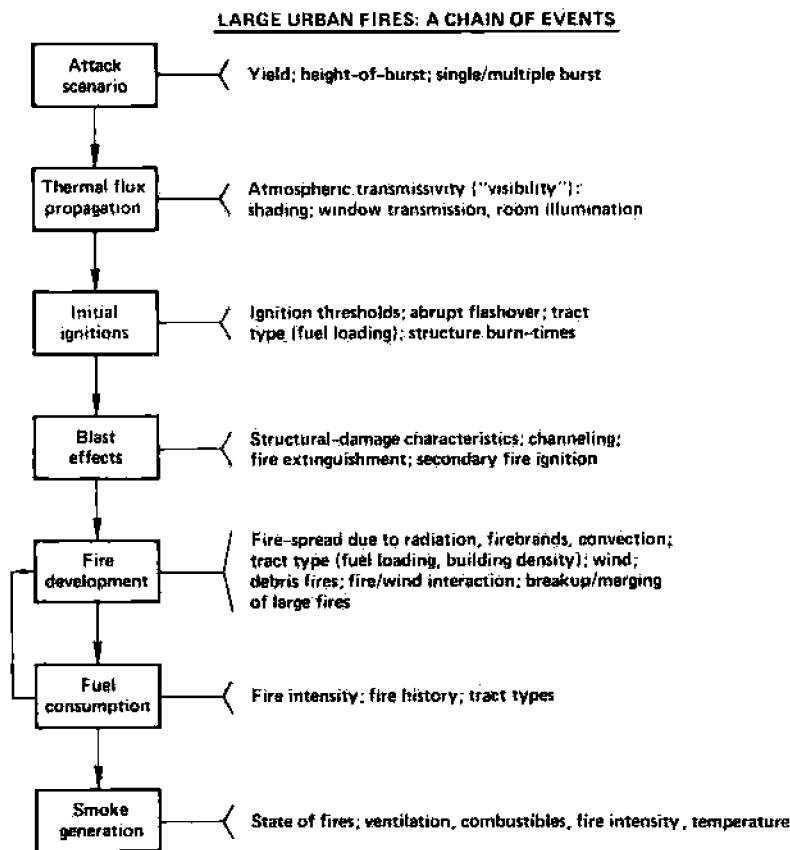 LARGE URBAN FIRES: A CHAIN OF EVENTS
Attack
scenario
Yield; height-of-burst; single/multiple burst
Thermal flux
propagation
Atmospheric transmissivity ("visibility"):
shading; window transmission, room illumination
Initial
ignitions
Ignition thresholds; abrupt flashover; tract
type (fuel loading); structure burn-times
Blast
effects
Structural-damage characteristics; channeling;
fire extinguishment; secondary fire ignition
Fire
development
Fire-spread due to radiation, firebrands, convection;
tract type (fuel loading, building density); wind;
debris fires; fire/wind interaction; breakup/merging
of large fires
Fuel
consumption
Fire intensity; fire history; tract types
Smoke
generation
State of fires; ventilation, combustibles, fire intensity, temperature